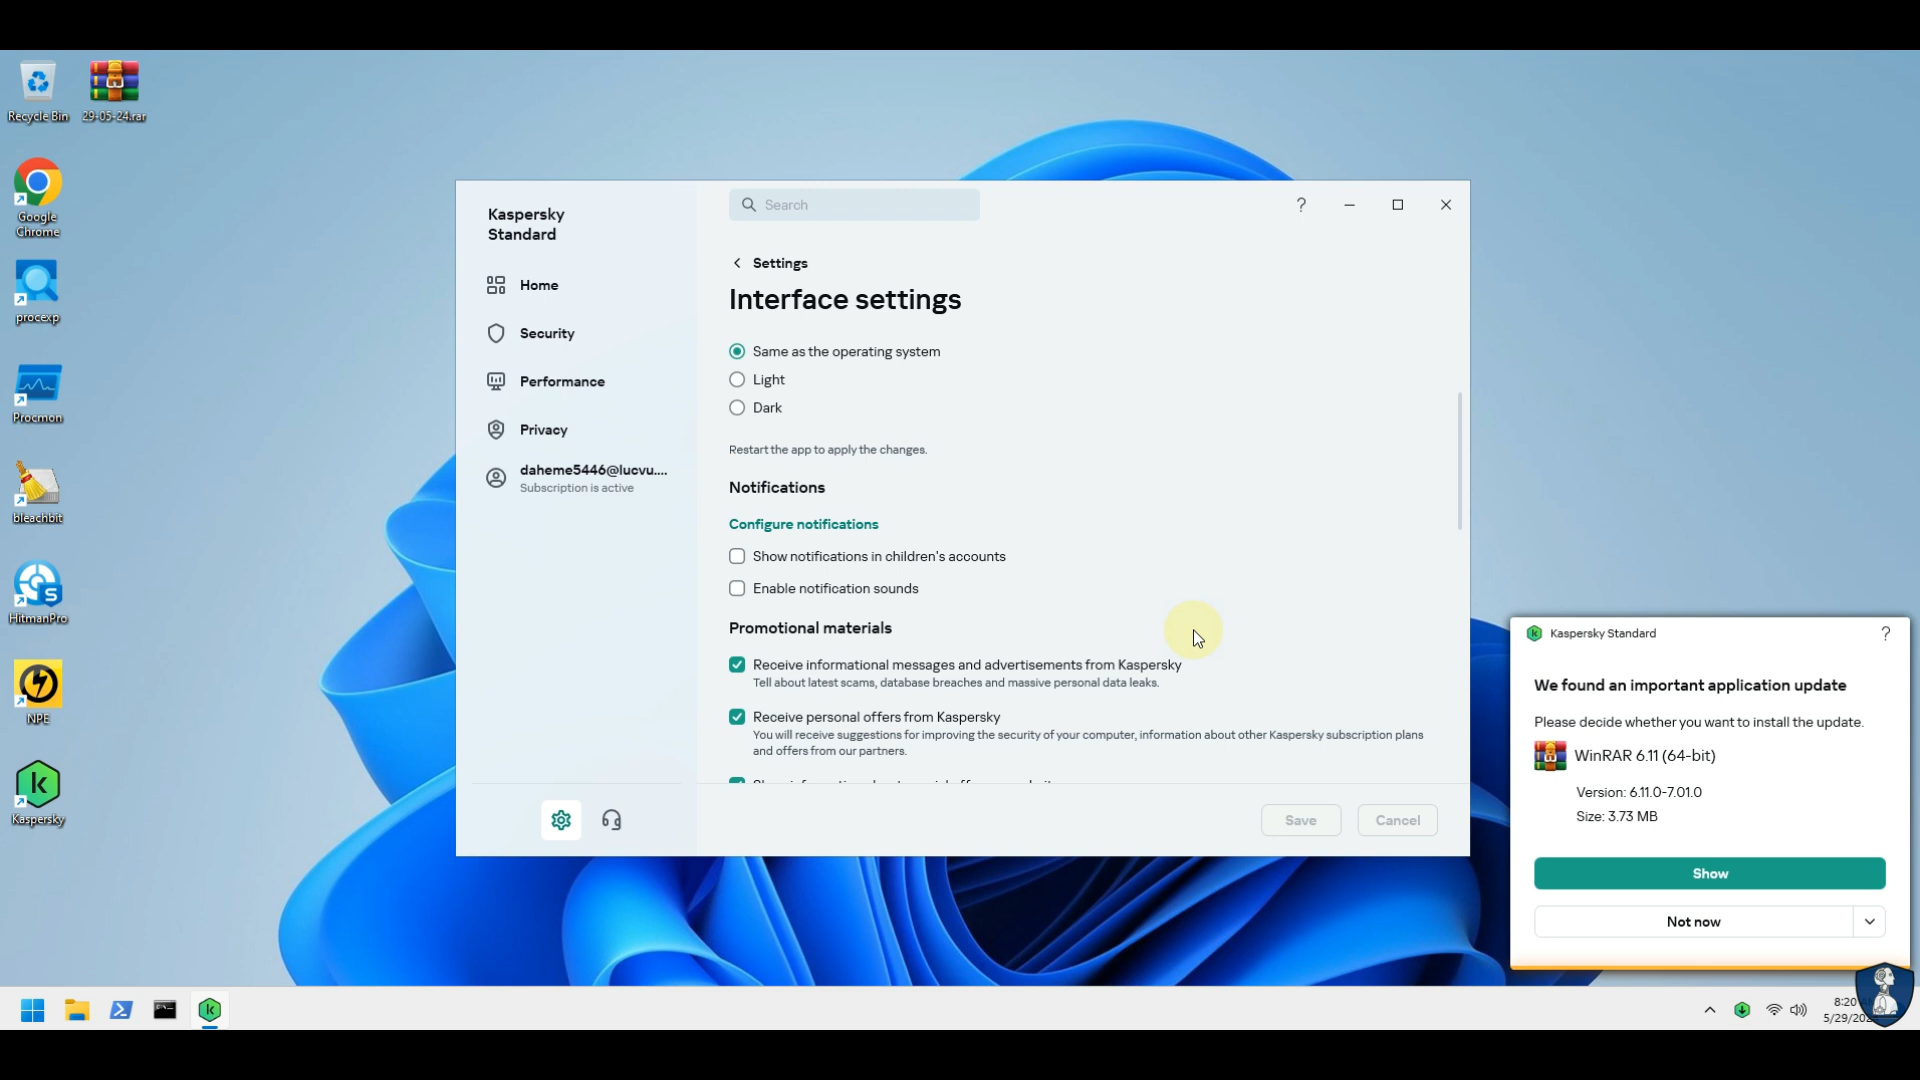 Recycle Bin
29-05-24.rar
Google
Chrome
procexp
Procmon
bleachbit
HitmanPro
NPE
Kaspersky
Kaspersky
Standard
Home
Security
Performance
Privacy
daheme5446@lucvu....
Subscription is active
Search
?
Settings
Interface settings
Same as the operating system
Light
Dark
Restart the app to apply the changes.
Notifications
Configure notifications
Show notifications in children's accounts
Enable notification sounds
Promotional materials
Receive informational messages and advertisements from Kaspersky
Tell about latest scams, database breaches and massive personal data leaks.
Receive personal offers from Kaspersky
You will receive suggestions for improving the security of your computer, information about other Kaspersky subscription plans
and offers from our partners.
Save
Cancel
Kaspersky Standard
?
We found an important application update
Please decide whether you want to install the update.
WinRAR 6.11 (64-bit)
Version: 6.11.0-7.01.0
Size: 3.73 MB
Show
Not now
8:20
5/29/202